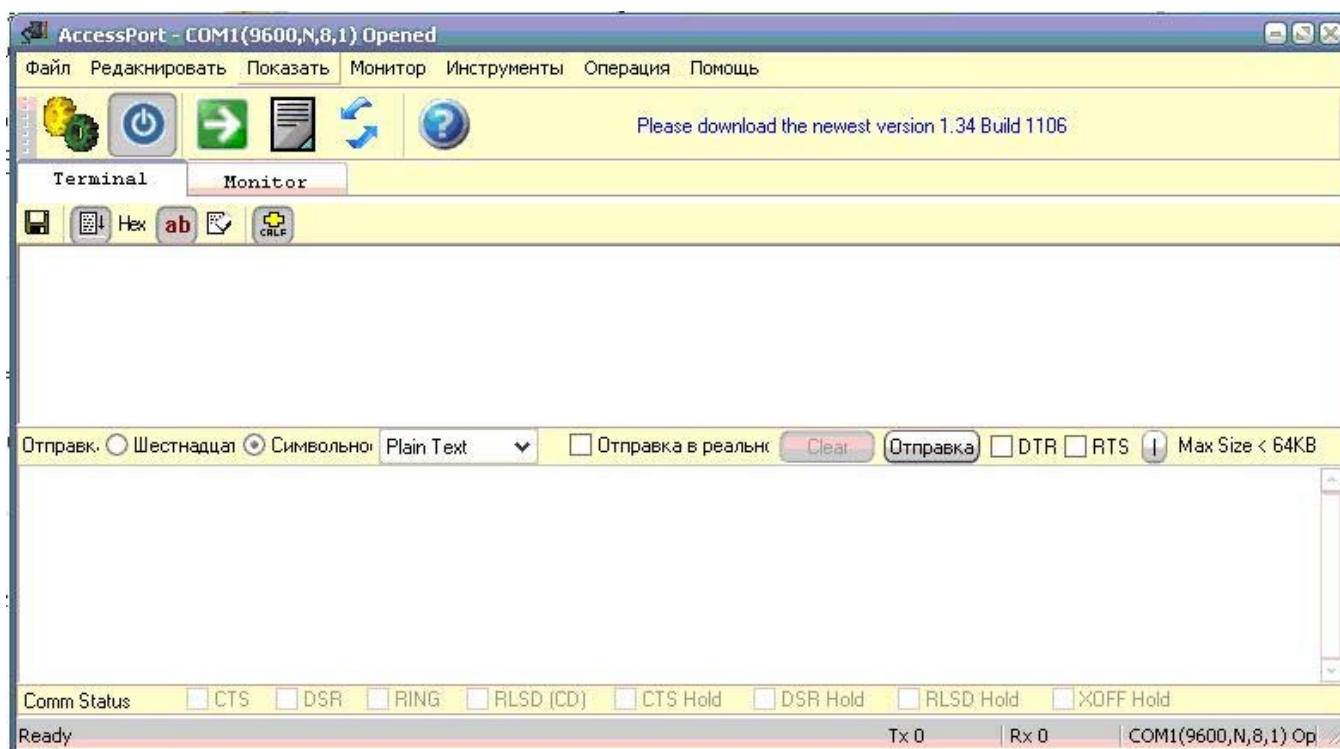 AccessPort - COM1(9600,N,8,1) Opened
Файл Редакнировать Показать Монитор Инструменты Операция Помощь
Please download the newest version 1.34 Build 1106
Terminal Monitor
Hex ab CRLF
Отправк. Шестнадцат Символьно Plain Text Отправка в реально Clear Отправка DTR RTS Max Size < 64KB
Comm Status CTS DSR RING RLSD (CD) CTS Hold DSR Hold RLSD Hold XOFF Hold
Ready Tx 0 Rx 0 COM1(9600,N,8,1) Op